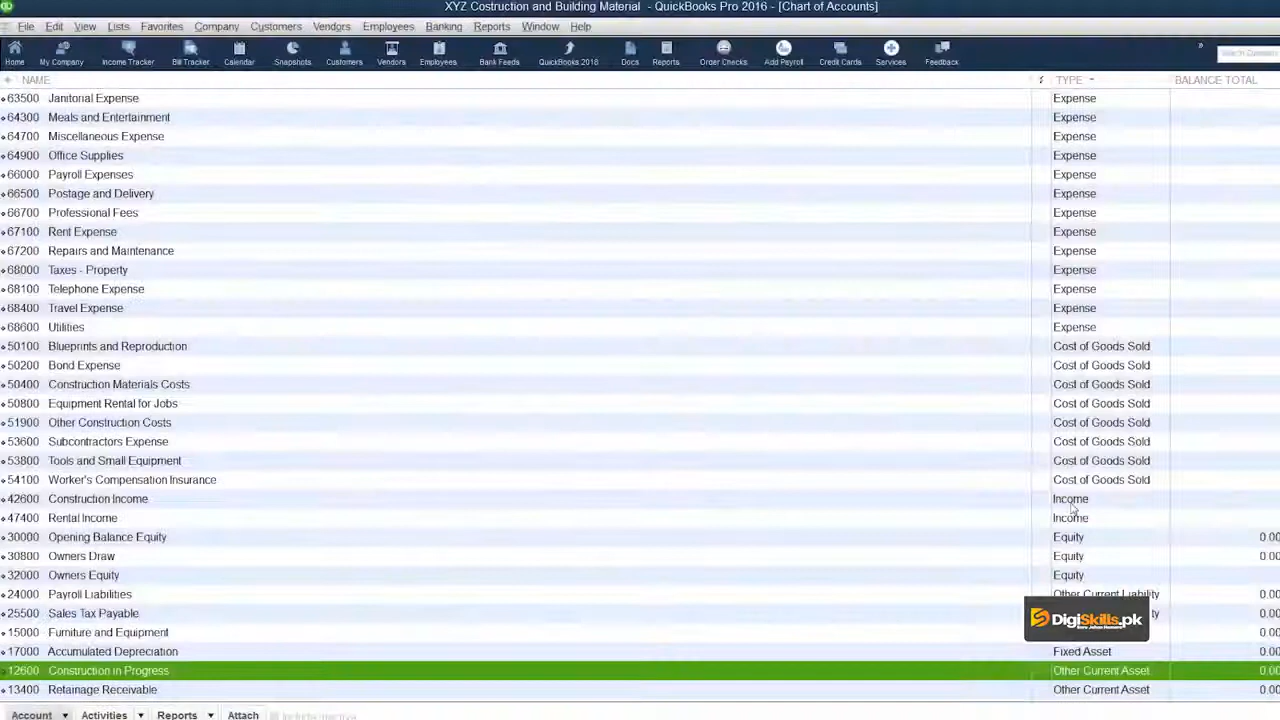 XYZ Costruction and Building Material - QuickBooks Pro 2016 - [Chart of Accounts]
File Edit View Lists Favorites Company Customers Vendors Employees Banking Reports Window Help
Home My Company Income Tracker Bill Tracker Calendar Snapshots Customers Vendors Employees Bank Feeds QuickBooks 2018 Docs Reports Order Checks Add Payroll Credit Cards Services Feedback
NAME TYPE BALANCE TOTAL
63500 Janitorial Expense Expense
64300 Meals and Entertainment Expense
64700 Miscellaneous Expense Expense
64900 Office Supplies Expense
66000 Payroll Expenses Expense
66500 Postage and Delivery Expense
66700 Professional Fees Expense
67100 Rent Expense Expense
67200 Repairs and Maintenance Expense
68000 Taxes - Property Expense
68100 Telephone Expense Expense
68400 Travel Expense Expense
68600 Utilities Expense
50100 Blueprints and Reproduction Cost of Goods Sold
50200 Bond Expense Cost of Goods Sold
50400 Construction Materials Costs Cost of Goods Sold
50800 Equipment Rental for Jobs Cost of Goods Sold
51900 Other Construction Costs Cost of Goods Sold
53600 Subcontractors Expense Cost of Goods Sold
53800 Tools and Small Equipment Cost of Goods Sold
54100 Worker's Compensation Insurance Cost of Goods Sold
42600 Construction Income Income
47400 Rental Income Income
30000 Opening Balance Equity Equity 0.00
30800 Owners Draw Equity 0.00
32000 Owners Equity Equity
24000 Payroll Liabilities Other Current Liability 0.00
25500 Sales Tax Payable 0.00
DigiSkills.pk
15000 Furniture and Equipment 0.00
17000 Accumulated Depreciation Fixed Asset 0.00
12600 Construction in Progress Other Current Asset 0.00
13400 Retainage Receivable Other Current Asset 0.00
Account Activities Reports Attach Include inactive